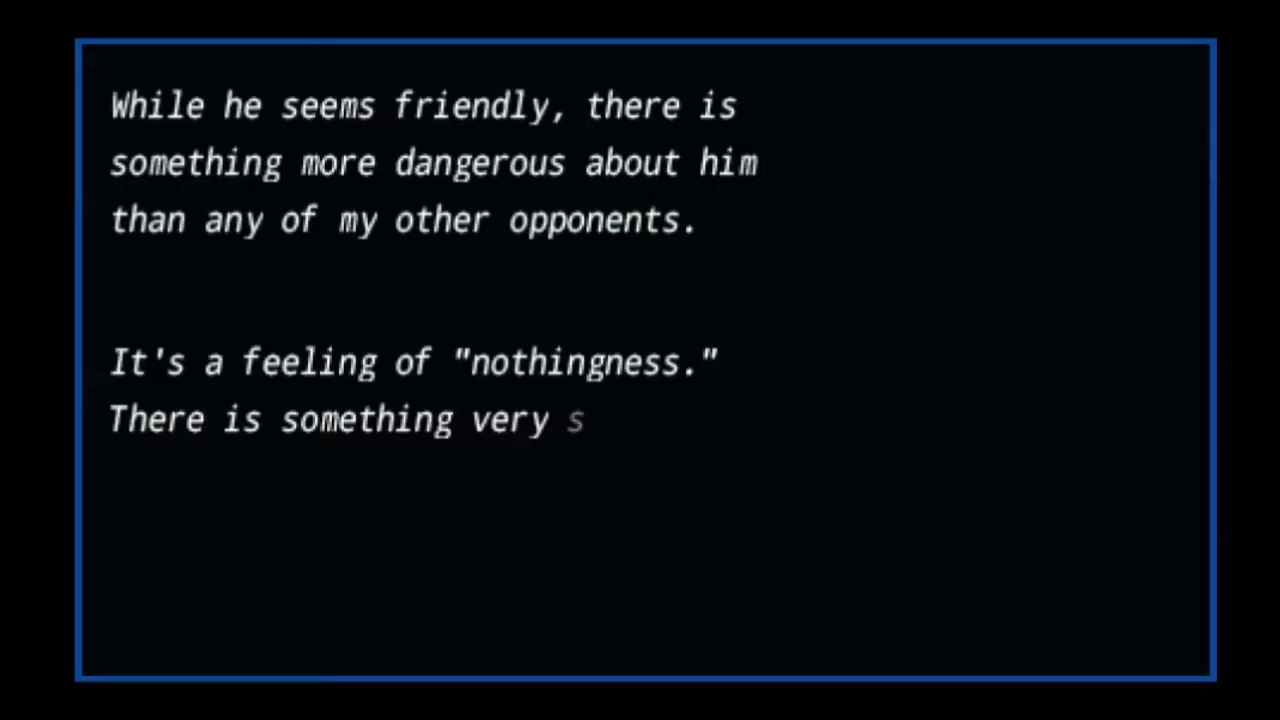 While he seems friendly, there is
something more dangerous about him
than any of my other opponents.
It's a feeling of "nothingness."
There is something very s